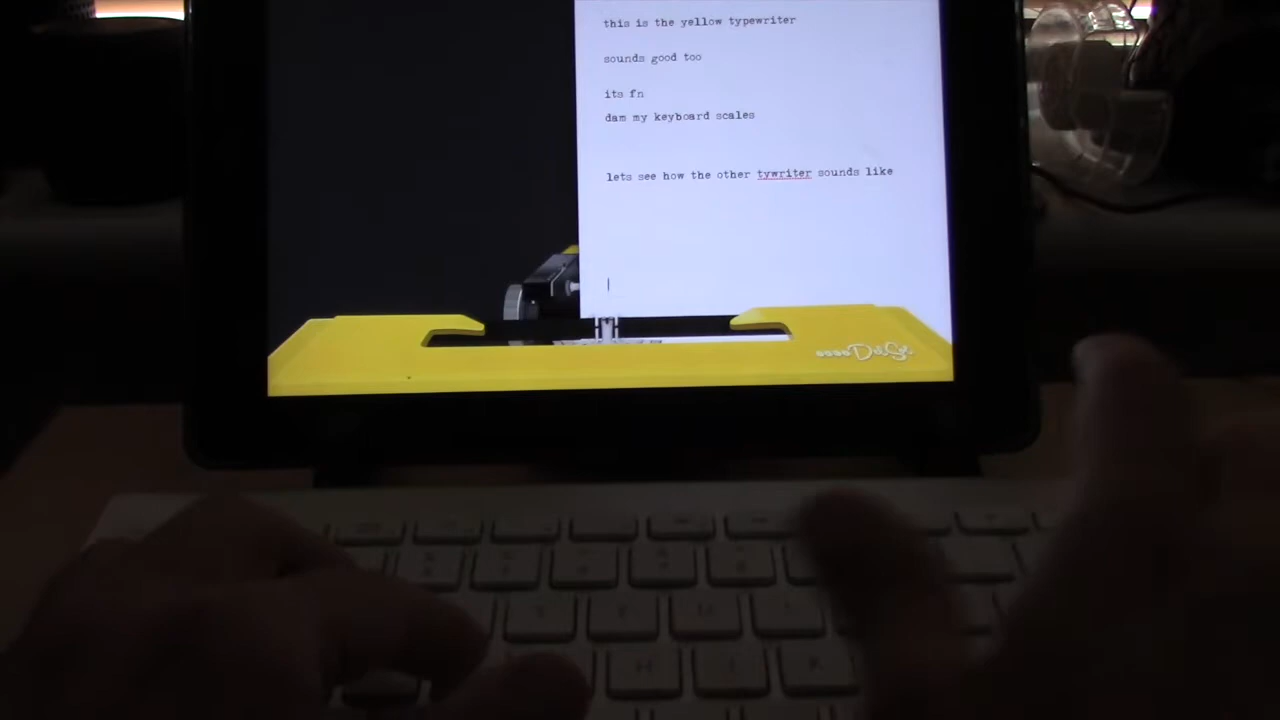 this is the yellow typewriter
sounds good too
its fn
dam my keyboard scales
lets see how the other tywriter sounds like